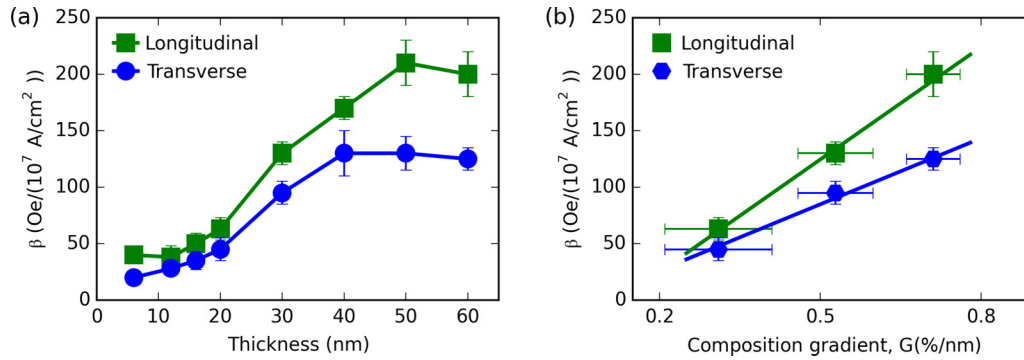 (a)
β (Oe/(10⁷ A/cm² ))
250
200
150
100
50
0
Longitudinal
Transverse
0 10 20 30 40 50 60
Thickness (nm)
(b)
β (Oe/(10⁷ A/cm² ))
250
200
150
100
50
0
Longitudinal
Transverse
0.2 0.5 0.8
Composition gradient, G(%/nm)